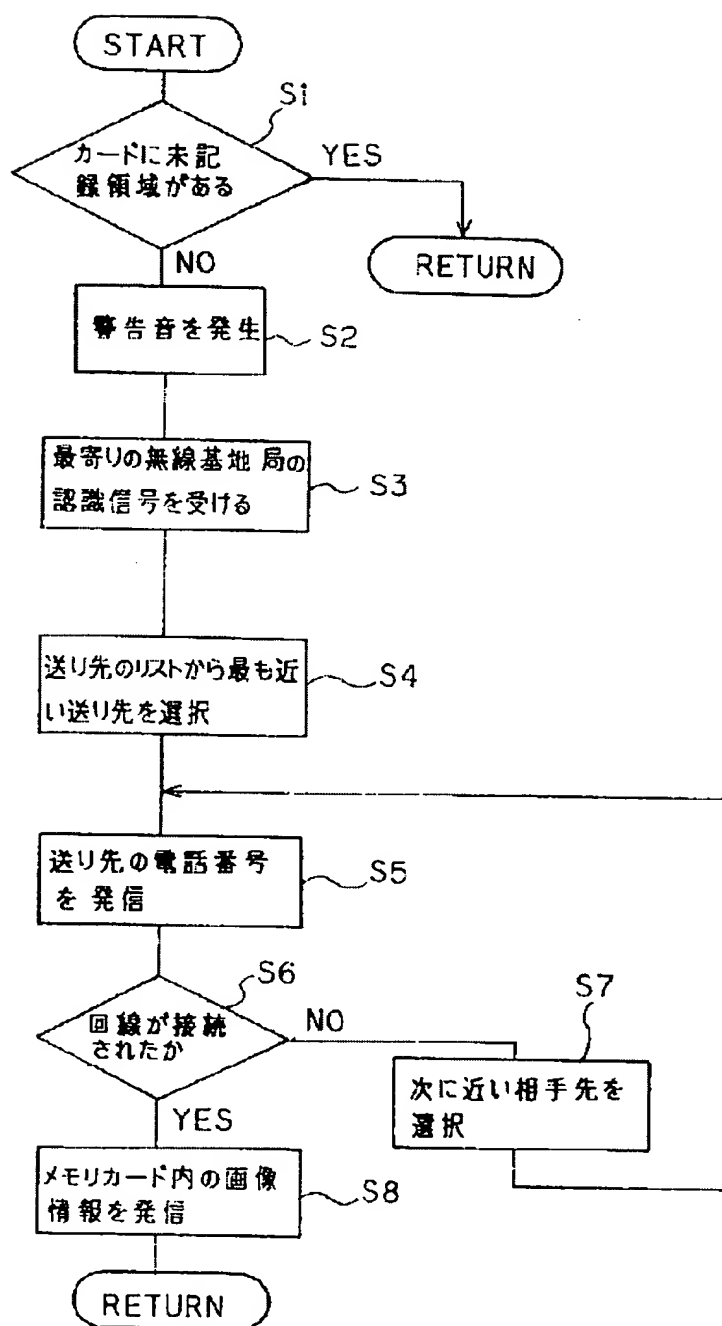 START
S1
カードに未記
録領域がある
YES
RETURN
NO
警告音を発生
S2
最寄りの無線基地局の
認識信号を受ける
S3
送り先のリストから最も近
い送り先を選択
S4
送り先の電話番号
を発信
S5
S6
回線が接続
されたか
NO
S7
次に近い相手先を
選択
YES
メモリカード内の画像
情報を発信
S8
RETURN